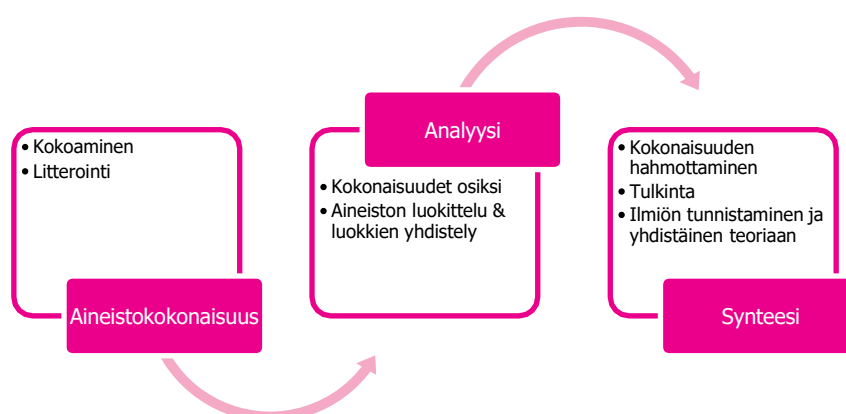 • Kokoaminen
• Litterointi
Aineistokokonaisuus
Analyysi
• Kokonaisuudet osiksi
• Aineiston luokittelu &
luokkien yhdistely
• Kokonaisuuden
hahmottaminen
• Tulkinta
• Ilmiön tunnistaminen ja
yhdistäinen teoriaan
Synteesi